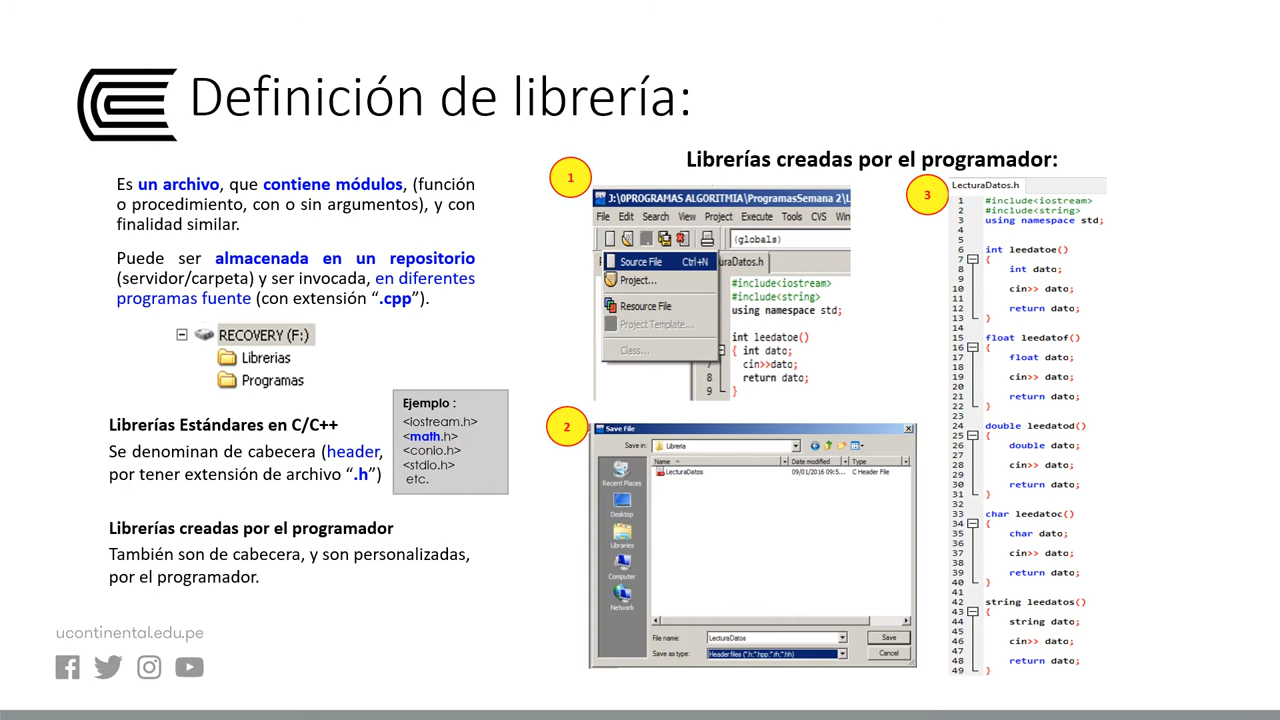 Definición de librería:
Es un archivo, que contiene módulos, (función
o procedimiento, con o sin argumentos), y con
finalidad similar.
Puede ser almacenada en un repositorio
(servidor/carpeta) y ser invocada, en diferentes
programas fuente (con extensión “.cpp”).
RECOVERY (F:)
Librerias
Programas
Librerías Estándares en C/C++
Se denominan de cabecera (header,
por tener extensión de archivo “.h”)
Ejemplo :
<iostream.h>
<math.h>
<conio.h>
<stdio.h>
etc.
Librerías creadas por el programador
También son de cabecera, y son personalizadas,
por el programador.
ucontinental.edu.pe
Librerías creadas por el programador:
1
J:\0PROGRAMAS ALGORITMIA\ProgramasSemana 2\L
File Edit Search View Project Execute Tools CVS Win
(globals)
Source File Ctrl+N
Project...
Resource File
Project Template...
Class...
uraDatos.h
#include<iostream>
#include<string>
using namespace std;
int leedatoe()
{ int dato;
7 cin>>dato;
8 return dato;
9 }
2
Save File
Save in: Libreria
Name Date modified Type
LecturaDatos 09/01/2016 09:5... C Header File
Recent Places
Desktop
Libraries
Computer
Network
File name: LecturaDatos Save
Save as type: Header files (*.h;*.hpp;*.rh;*.hh) Cancel
3
LecturaDatos.h
1 #include<iostream>
2 #include<string>
3 using namespace std;
4
5
6 int leedatoe()
7 {
8 int dato;
9
10 cin>> dato;
11
12 return dato;
13 }
14
15 float leedatof()
16 {
17 float dato;
18
19 cin>> dato;
20
21 return dato;
22 }
23
24 double leedatod()
25 {
26 double dato;
27
28 cin>> dato;
29
30 return dato;
31 }
32
33 char leedatoc()
34 {
35 char dato;
36
37 cin>> dato;
38
39 return dato;
40 }
41
42 string leedatos()
43 {
44 string dato;
45
46 cin>> dato;
47
48 return dato;
49 }